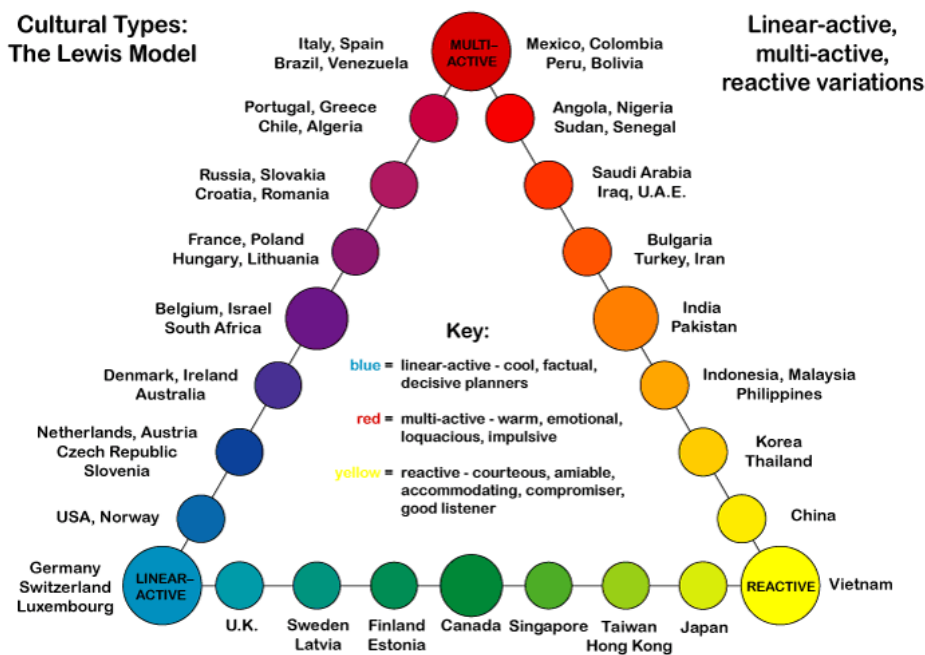 Cultural Types:
The Lewis Model
Linear-active,
multi-active,
reactive variations
MULTI–
ACTIVE
Italy, Spain
Brazil, Venezuela
Mexico, Colombia
Peru, Bolivia
Portugal, Greece
Chile, Algeria
Angola, Nigeria
Sudan, Senegal
Russia, Slovakia
Croatia, Romania
Saudi Arabia
Iraq, U.A.E.
France, Poland
Hungary, Lithuania
Bulgaria
Turkey, Iran
Belgium, Israel
South Africa
India
Pakistan
Key:
blue = linear-active - cool, factual,
decisive planners
red = multi-active - warm, emotional,
loquacious, impulsive
yellow = reactive - courteous, amiable,
accommodating, compromiser,
good listener
Denmark, Ireland
Australia
Indonesia, Malaysia
Philippines
Netherlands, Austria
Czech Republic
Slovenia
Korea
Thailand
USA, Norway
China
Germany
Switzerland
Luxembourg
LINEAR–
ACTIVE
REACTIVE
Vietnam
U.K.
Sweden
Latvia
Finland
Estonia
Canada
Singapore
Taiwan
Hong Kong
Japan